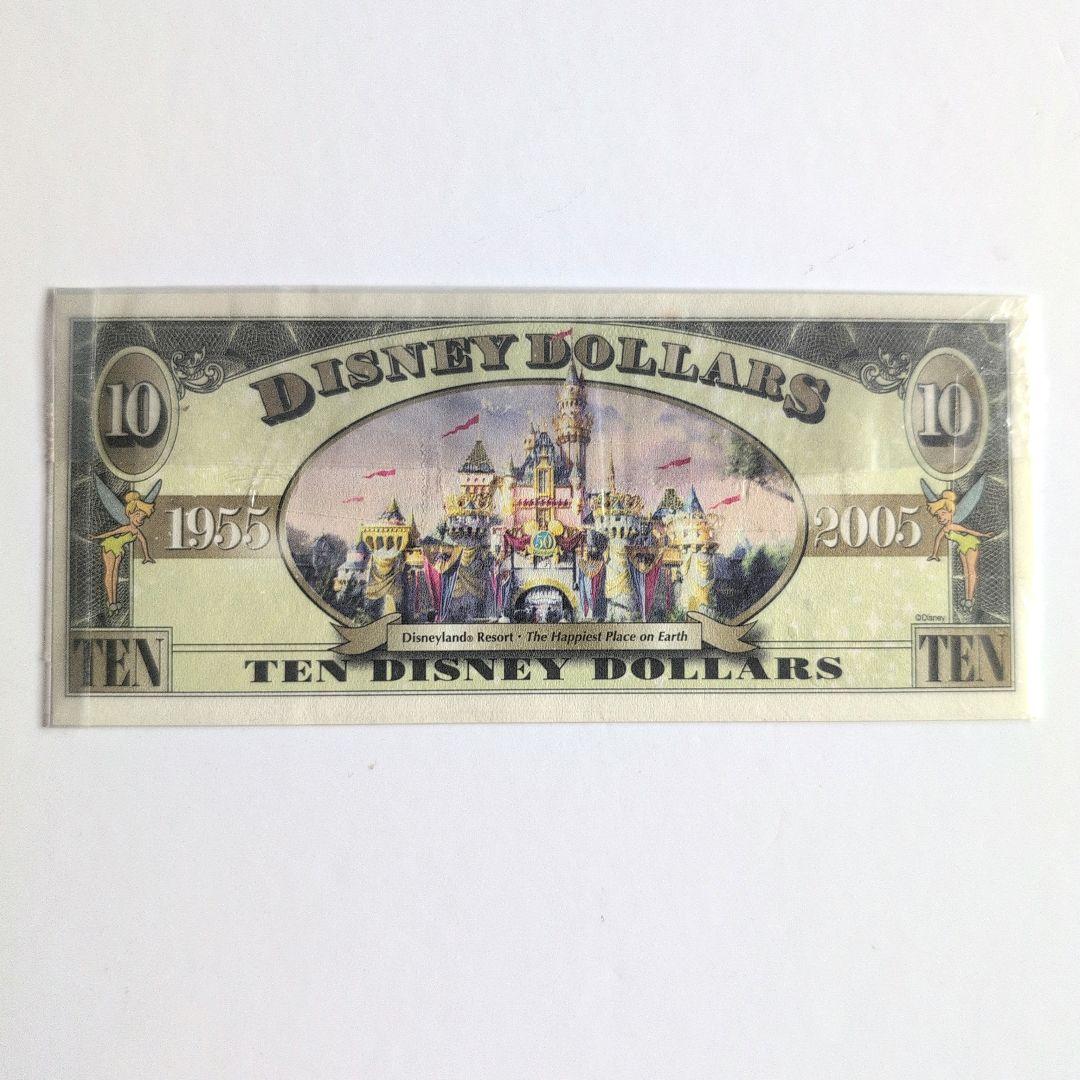 DISNEY DOLLARS
10
10
1955
50
2005
©Disney
Disneyland® Resort • The Happiest Place on Earth
TEN
TEN DISNEY DOLLARS
TEN